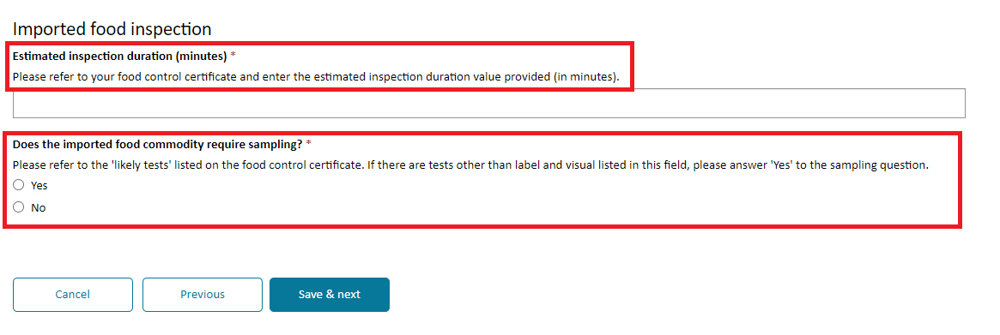 Imported food inspection
Estimated inspection duration (minutes) *
Please refer to your food control certificate and enter the estimated inspection duration value provided (in minutes).
Does the imported food commodity require sampling? *
Please refer to the 'likely tests' listed on the food control certificate. If there are tests other than label and visual listed in this field, please answer 'Yes' to the sampling question.
Yes
No
Cancel Previous Save & next